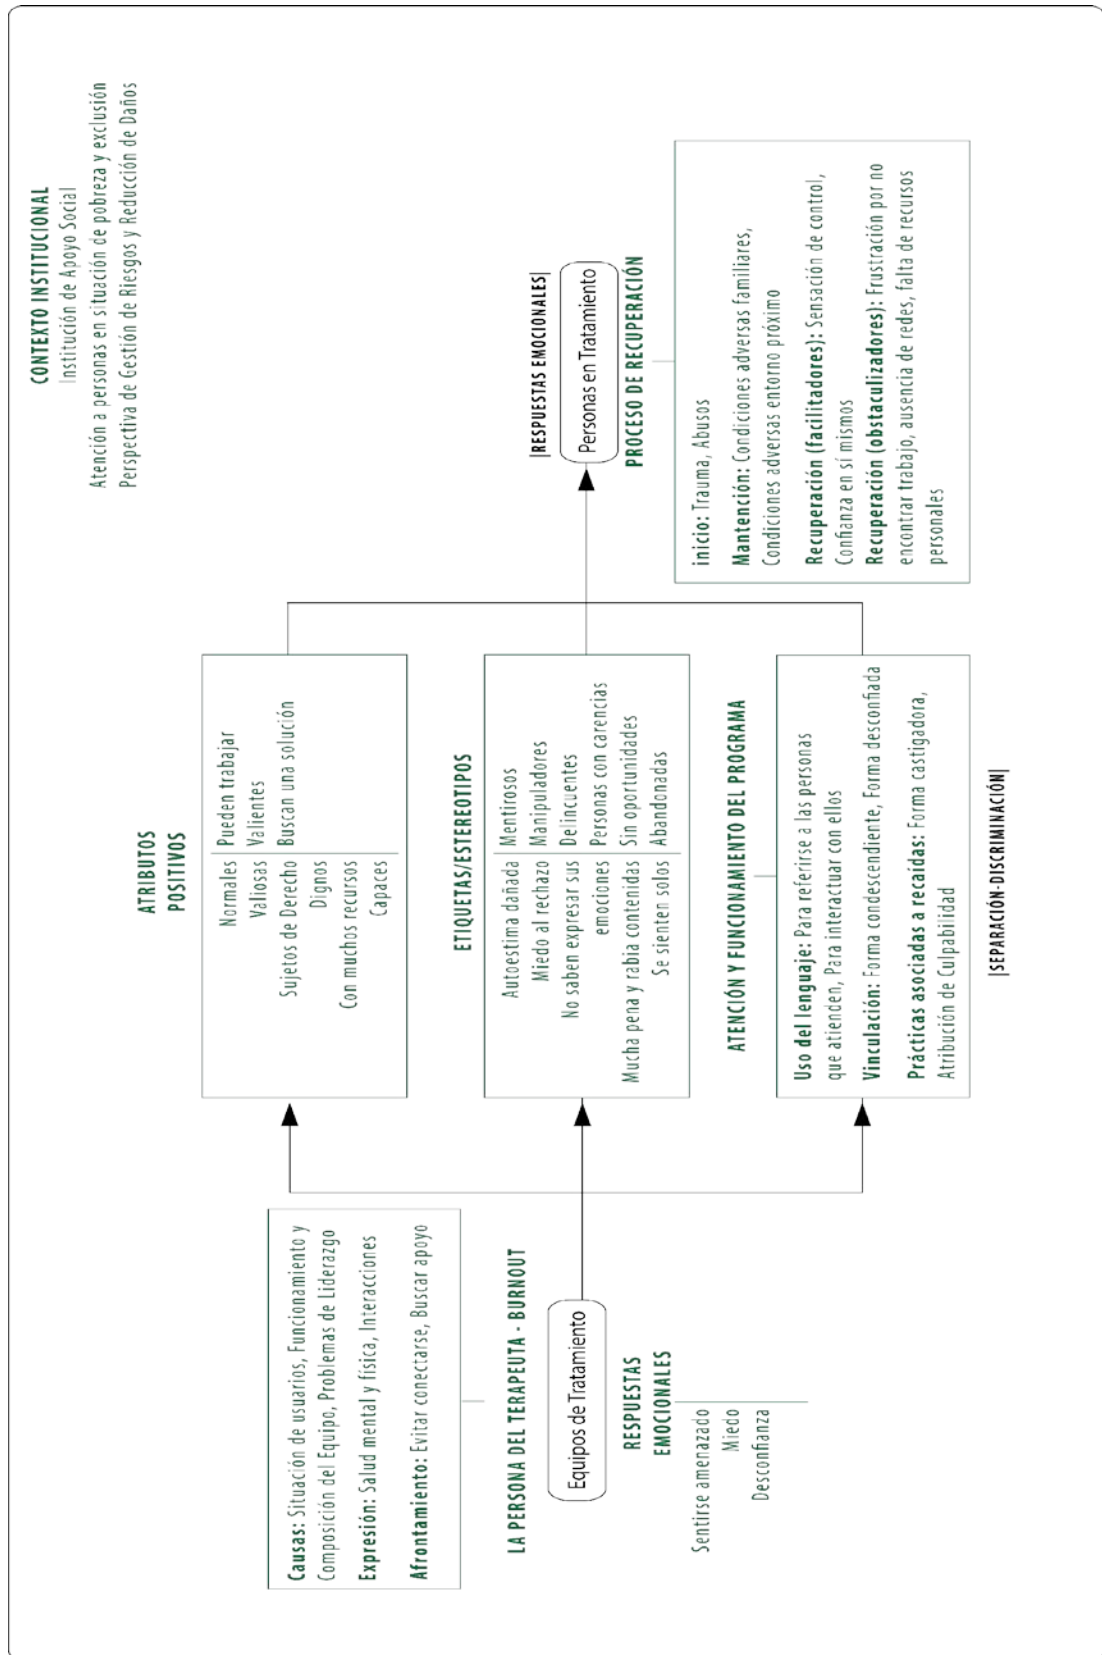 CONTEXTO INSTITUCIONAL
Institución de Apoyo Social
Atención a personas en situación de pobreza y exclusión
Perspectiva de Gestión de Riesgos y Reducción de Daños
Causas: Situación de usuarios, Funcionamiento y
Composición del Equipo, Problemas de Liderazgo
Expresión: Salud mental y física, Interacciones
Afrontamiento: Evitar conectarse, Buscar apoyo
LA PERSONA DEL TERAPEUTA - BURNOUT
Equipos de Tratamiento
RESPUESTAS
EMOCIONALES
Sentirse amenazado
Miedo
Desconfianza
ATRIBUTOS
POSITIVOS
Normales
Valiosas
Sujetos de Derecho
Dignos
Con muchos recursos
Capaces
Pueden trabajar
Valientes
Buscan una solución
ETIQUETAS/ESTEREOTIPOS
Autoestima dañada
Miedo al rechazo
No saben expresar sus
emociones
Mucha pena y rabia contenidas
Se sienten solos
Mentirosos
Manipuladores
Delincuentes
Personas con carencias
Sin oportunidades
Abandonadas
ATENCIÓN Y FUNCIONAMIENTO DEL PROGRAMA
Uso del lenguaje: Para referirse a las personas
que atienden, Para interactuar con ellos
Vinculación: Forma condescendiente, Forma desconfiada
Prácticas asociadas a recaídas: Forma castigadora,
Atribución de Culpabilidad
|SEPARACIÓN-DISCRIMINACIÓN|
|RESPUESTAS EMOCIONALES|
Personas en Tratamiento
PROCESO DE RECUPERACIÓN
inicio: Trauma, Abusos
Mantención: Condiciones adversas familiares,
Condiciones adversas entorno próximo
Recuperación (facilitadores): Sensación de control,
Confianza en sí mismos
Recuperación (obstaculizadores): Frustración por no
encontrar trabajo, ausencia de redes, falta de recursos
personales